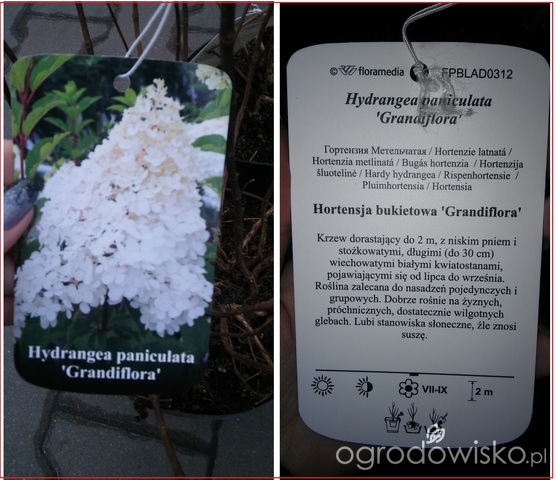 Hydrangea paniculata
'Grandiflora'
© floramedia FPBLAD0312
Hydrangea paniculata
'Grandiflora'
Гортензия Метельчатая / Hortenzie latnatá /
Hortenzia metlinatá / Bugás hortenzia / Hortenzija
šluotelinė / Hardy hydrangea / Rispenhortensie /
Pluimhortensia / Hortensia
Hortensja bukietowa 'Grandiflora'
Krzew dorastający do 2 m, z niskim pniem i
stożkowatymi, długimi (do 30 cm)
wiechowatymi białymi kwiatostanami,
pojawiającymi się od lipca do września.
Roślina zalecana do nasadzeń pojedynczych i
grupowych. Dobrze rośnie na żyznych,
próchnicznych, dostatecznie wilgotnych
glebach. Lubi stanowiska słoneczne, źle znosi
suszę.
VII-IX 2 m
ogrodowisko.pl